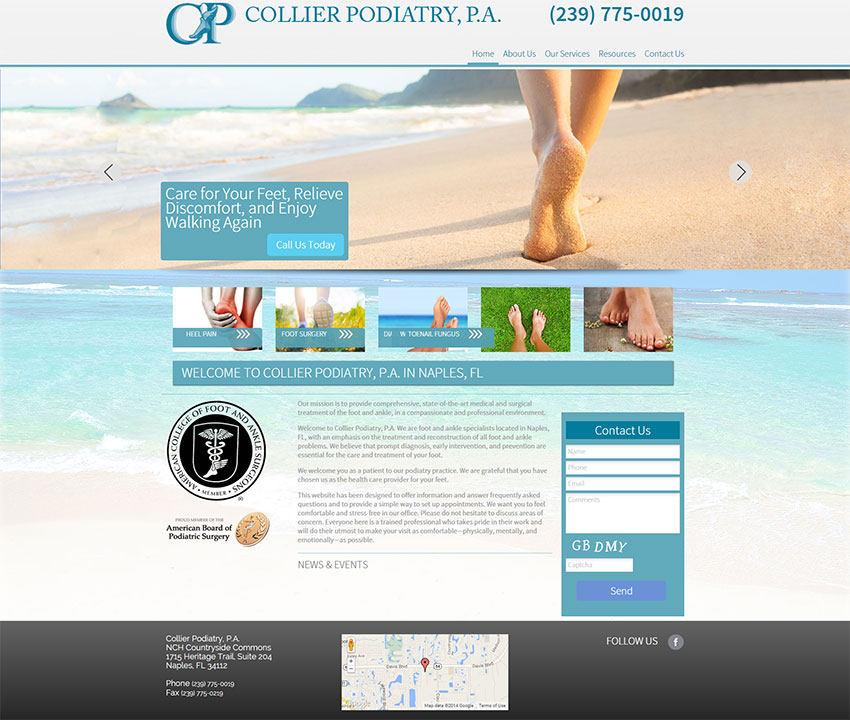 CP
COLLIER PODIATRY, P.A.
(239) 775-0019
Home About Us Our Services Resources Contact Us
Care for Your Feet, Relieve
Discomfort, and Enjoy
Walking Again
Call Us Today
HEEL PAIN
FOOT SURGERY
TOENAIL FUNGUS
WELCOME TO COLLIER PODIATRY, P.A. IN NAPLES, FL
AMERICAN COLLEGE OF FOOT AND ANKLE SURGEONS
• MEMBER •
®
PROUD MEMBER OF THE
American Board of
Podiatric Surgery
Our mission is to provide comprehensive, state-of-the-art medical and surgical
treatment of the foot and ankle, in a compassionate and professional environment.
Welcome to Collier Podiatry, P.A. We are foot and ankle specialists located in Naples,
FL, with an emphasis on the treatment and reconstruction of all foot and ankle
problems. We believe that prompt diagnosis, early intervention, and prevention are
essential for the care and treatment of your foot.
We welcome you as a patient to our podiatry practice. We are grateful that you have
chosen us as the health care provider for your feet.
This website has been designed to offer information and answer frequently asked
questions and to provide a simple way to set up appointments. We want you to feel
comfortable and stress-free in our office. Please do not hesitate to discuss areas of
concern. Everyone here is a trained professional who takes pride in their work and
will do their utmost to make your visit as comfortable—physically, mentally, and
emotionally—as possible.
NEWS & EVENTS
Contact Us
Name
Phone
Email
Comments
GB DMY
Captcha
Send
Collier Podiatry, P.A.
NCH Countryside Commons
1715 Heritage Trail, Suite 204
Naples, FL 34112
Phone (239) 775-0019
Fax (239) 775-0219
Davis Blvd
84
Davis Blvd
Map data ©2014 Google
Terms of Use
FOLLOW US
f